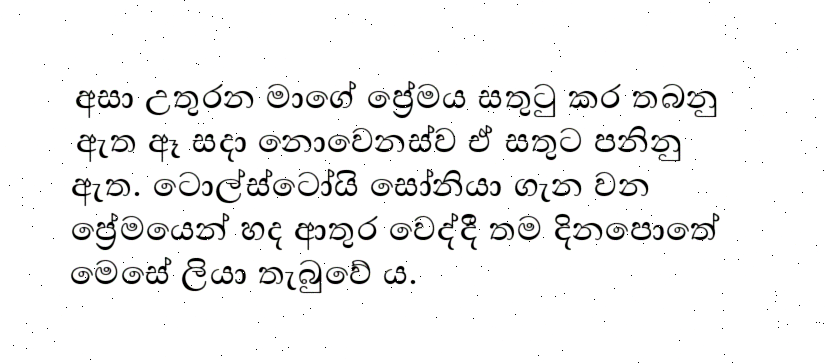 අසා උතුරන මාගේ ප්‍රේමය සතුටු කර තබනු
ඇත ඈ සදා නොවෙනස්ව ඒ සතුට පනිනු
ඇත. ටොල්ස්ටෝයි සෝනියා ගැන වන
ප්‍රේමයෙන් හද ආතුර වෙද්දී තම දිනපොතේ
මෙසේ ලියා තැබුවේ ය.